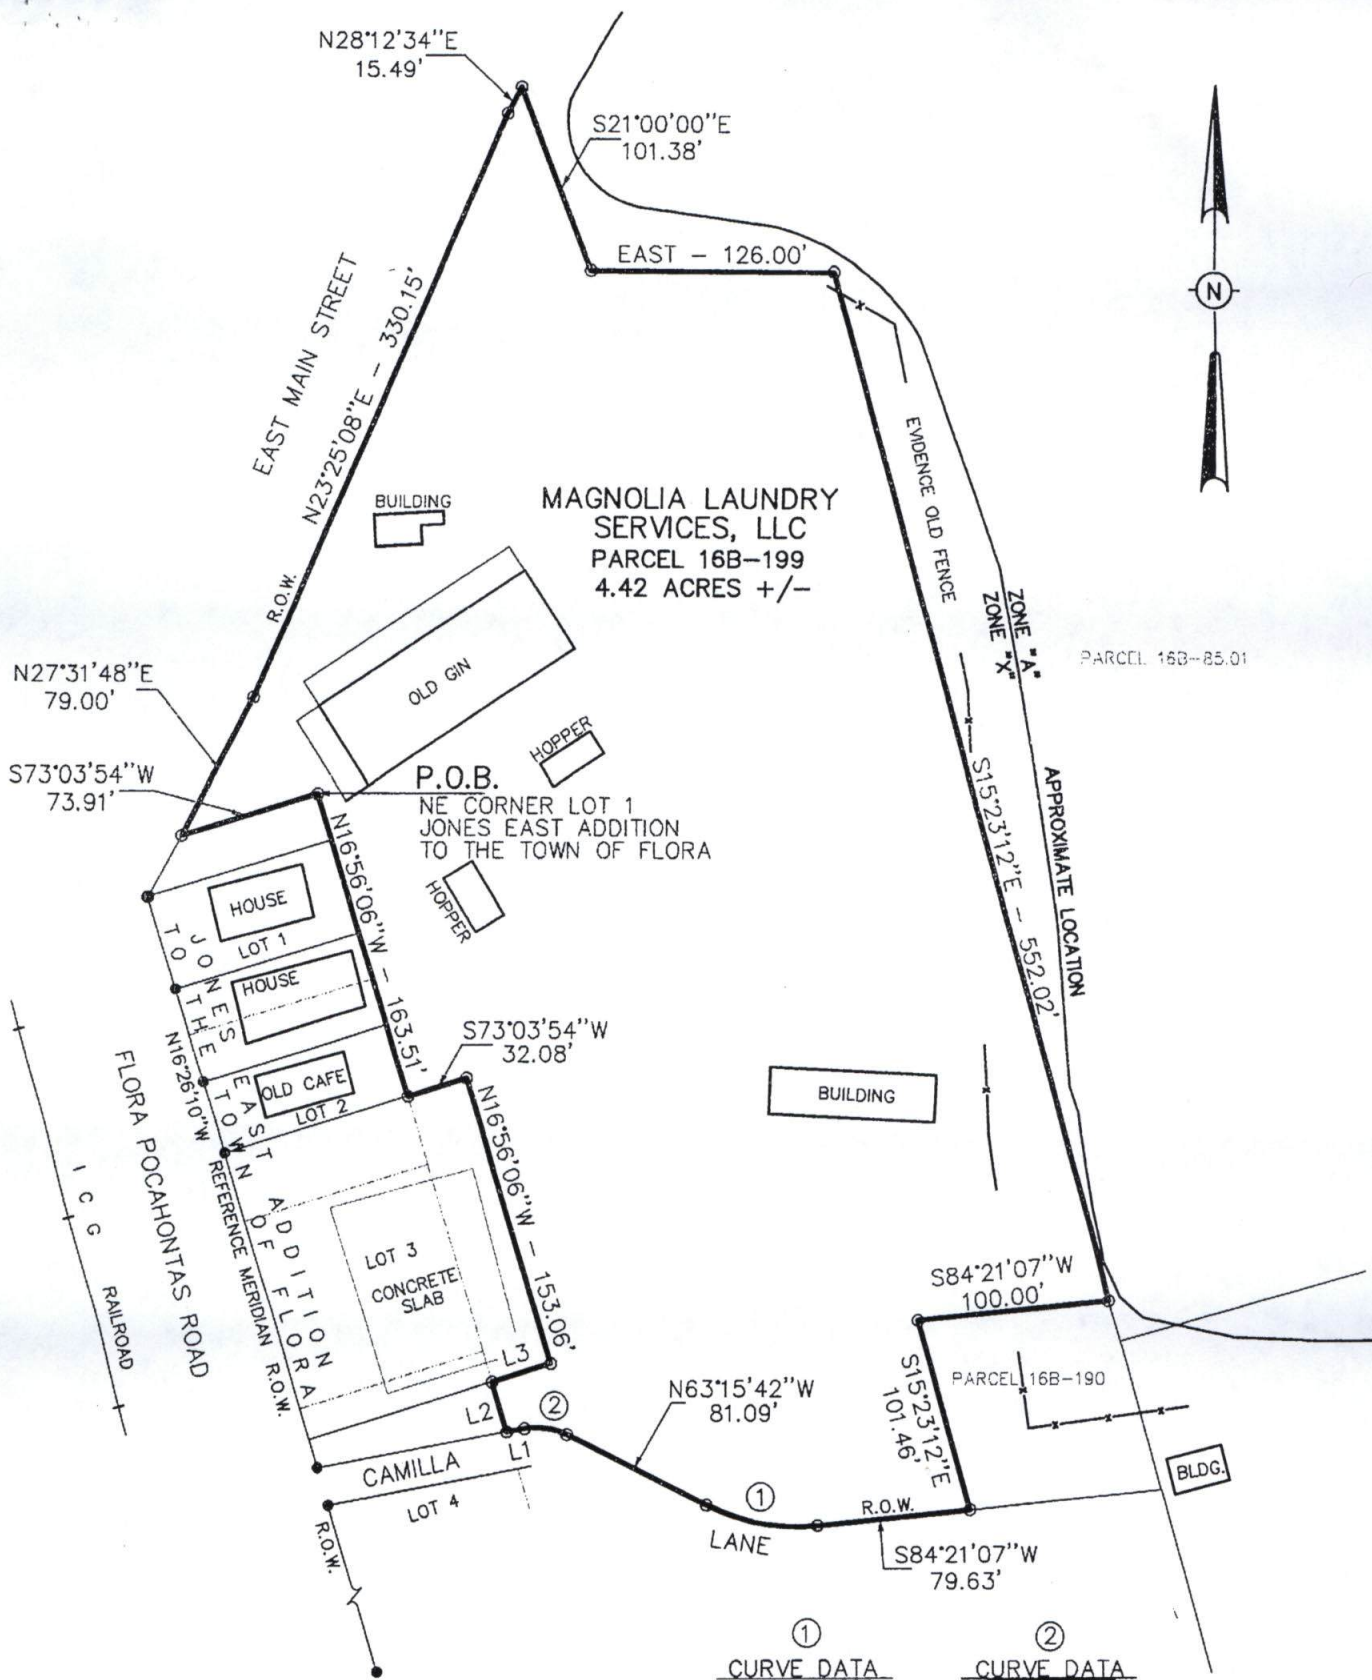 N28°12'34"E
15.49'
S21°00'00"E
101.38'
EAST – 126.00'
N
EAST MAIN STREET
N23°25'08"E – 330.15'
R.O.W.
EVIDENCE OLD FENCE
BUILDING
MAGNOLIA LAUNDRY
SERVICES, LLC
PARCEL 16B–199
4.42 ACRES +/–
ZONE "A"
ZONE "X"
PARCEL 16B–85.01
N27°31'48"E
79.00'
OLD GIN
HOPPER
S73°03'54"W
73.91'
P.O.B.
NE CORNER LOT 1
JONES EAST ADDITION
TO THE TOWN OF FLORA
S15°23'12"E – 552.02'
APPROXIMATE LOCATION
N16°56'06"W – 163.51'
HOPPER
HOUSE
LOT 1
HOUSE
JONES EAST ADDITION
TO THE TOWN OF FLORA
S73°03'54"W
32.08'
OLD CAFE
LOT 2
BUILDING
N16°26'10"W
REFERENCE MERIDIAN R.O.W.
FLORA POCAHONTAS ROAD
I C G RAILROAD
N16°56'06"W – 153.06'
LOT 3
CONCRETE
SLAB
S84°21'07"W
100.00'
L3
PARCEL 16B–190
S15°23'12"E
101.46'
N63°15'42"W
81.09'
L2
2
L1
CAMILLA
LOT 4
BLDG.
1
R.O.W.
LANE
R.O.W.
S84°21'07"W
79.63'
1
CURVE DATA
2
CURVE DATA